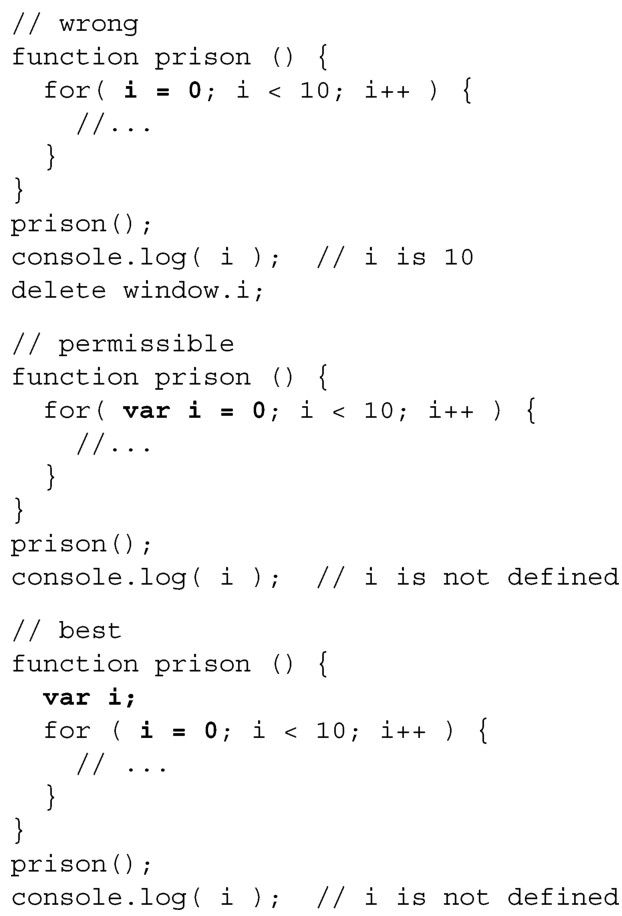 // wrong
function prison () {
  for( i = 0; i < 10; i++ ) {
    //...
  }
}
prison();
console.log( i );  // i is 10
delete window.i;
// permissible
function prison () {
  for( var i = 0; i < 10; i++ ) {
    //...
  }
}
prison();
console.log( i );  // i is not defined
// best
function prison () {
  var i;
  for ( i = 0; i < 10; i++ ) {
    // ...
  }
}
prison();
console.log( i );  // i is not defined